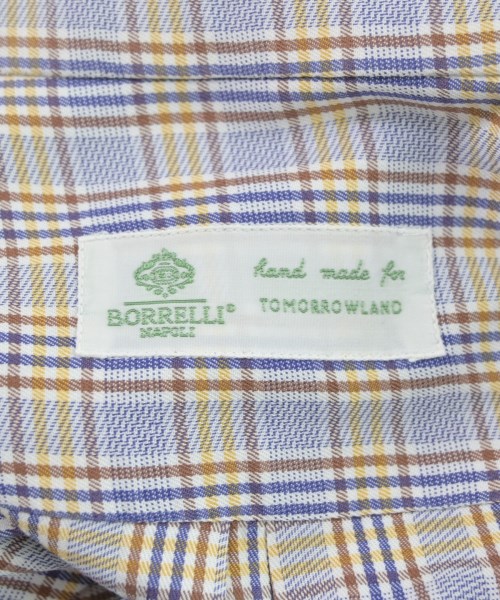 BORRELLI®
NAPOLI
hand made for
TOMORROWLAND